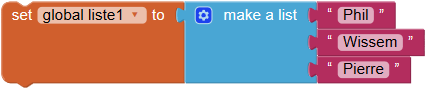 set global liste1 to make a list " Phil "
" Wissem "
" Pierre "